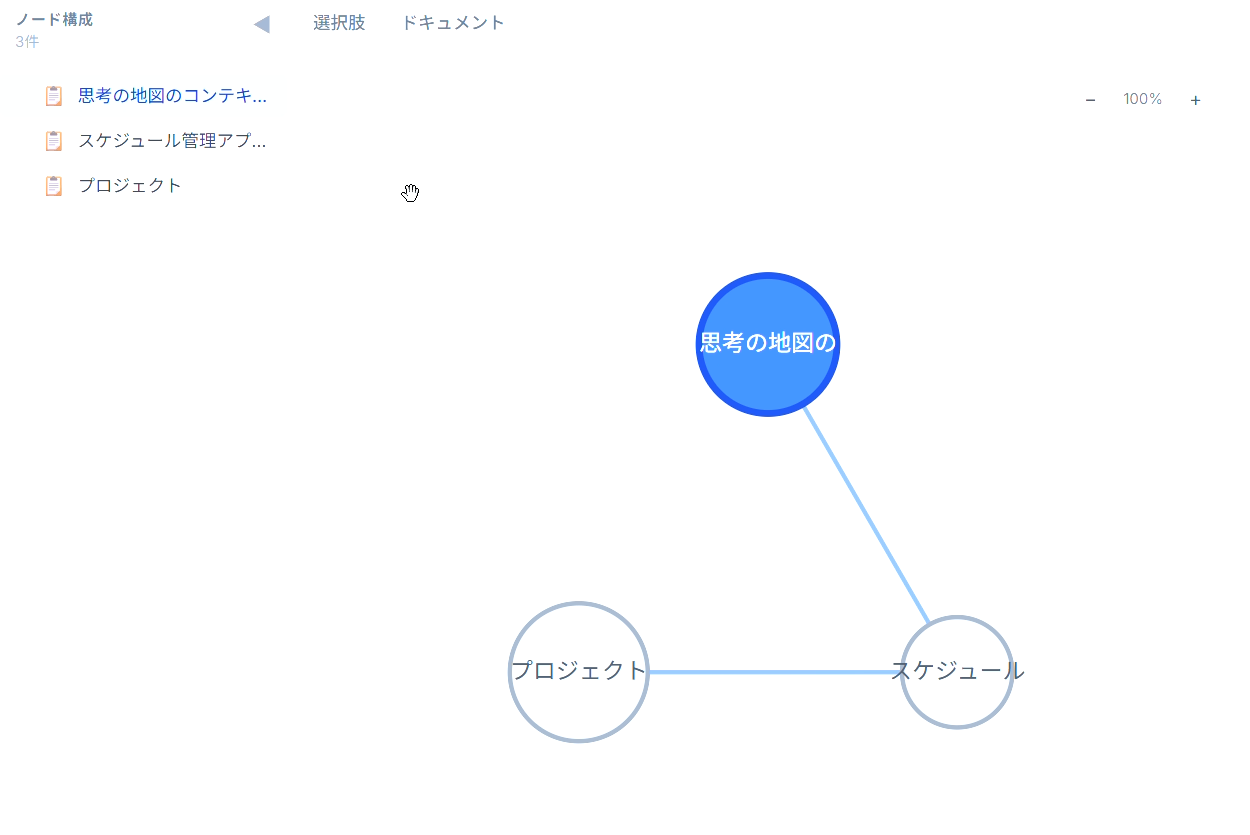 ノード構成
3件
選択肢
ドキュメント
思考の地図のコンテキ...
スケジュール管理アプ...
プロジェクト
− 100% +
思考の地図の
プロジェクト
スケジュール